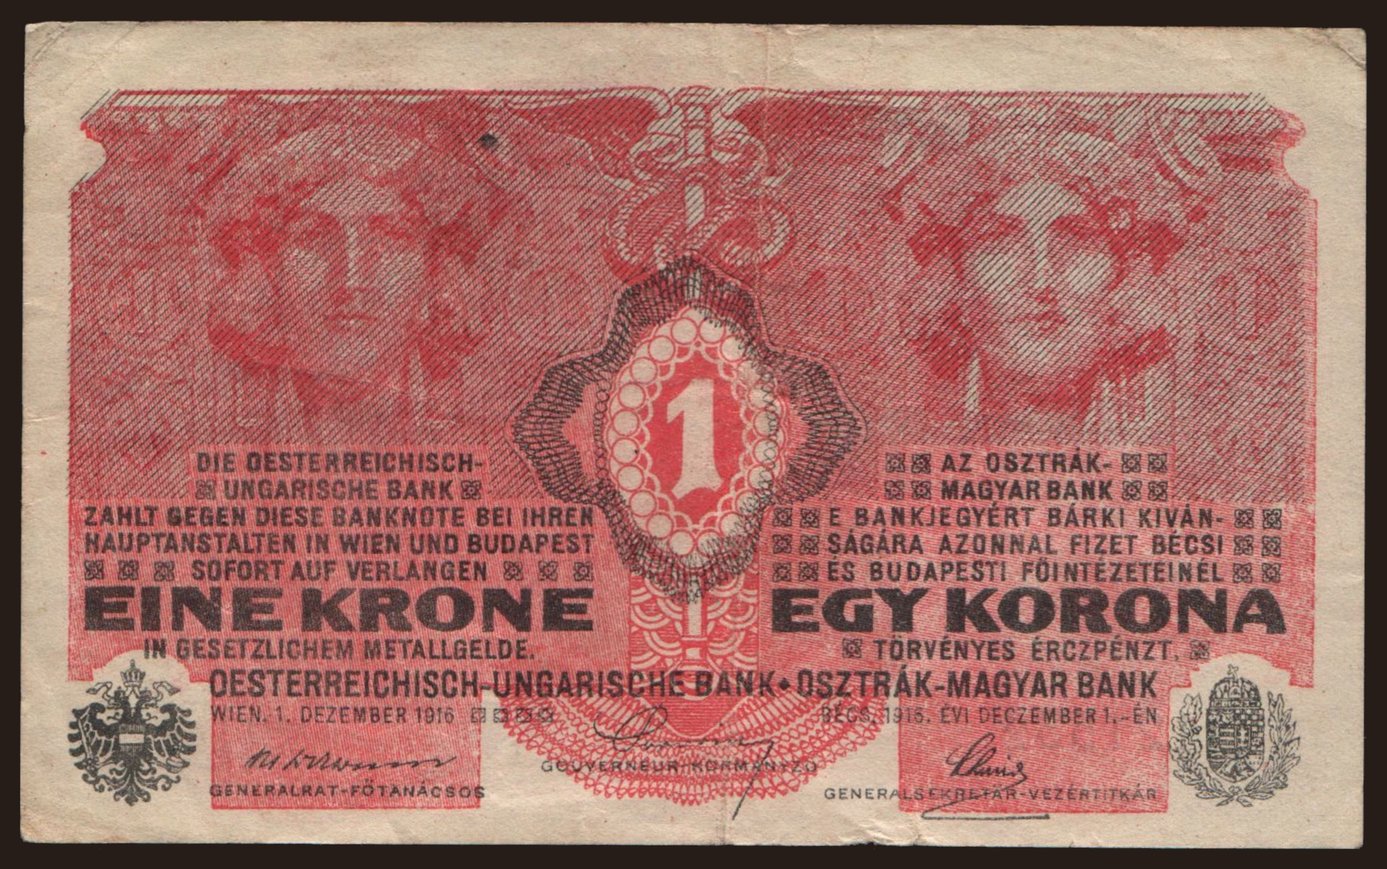 1
DIE OESTERREICHISCH-
UNGARISCHE BANK
ZAHLT GEGEN DIESE BANKNOTE BEI IHREN
HAUPTANSTALTEN IN WIEN UND BUDAPEST
SOFORT AUF VERLANGEN
EINE KRONE
IN GESETZLICHEM METALLGELDE.
AZ OSZTRÁK-
MAGYAR BANK
E BANKJEGYÉRT BÁRKI KIVÁN-
SÁGÁRA AZONNAL FIZET BÉCSI
ÉS BUDAPESTI FŐINTÉZETEINÉL
EGY KORONA
TÖRVÉNYES ÉRCZPÉNZT.
OESTERREICHISCH-UNGARISCHE BANK • OSZTRÁK-MAGYAR BANK
WIEN, 1. DEZEMBER 1916
BÉCS, 1916. ÉVI DECZEMBER 1.-ÉN
GENERALRAT-FŐTANÁCSOS
GOUVERNEUR-KORMÁNYZÓ
GENERALSEKRETÄR-VEZÉRTITKÁR